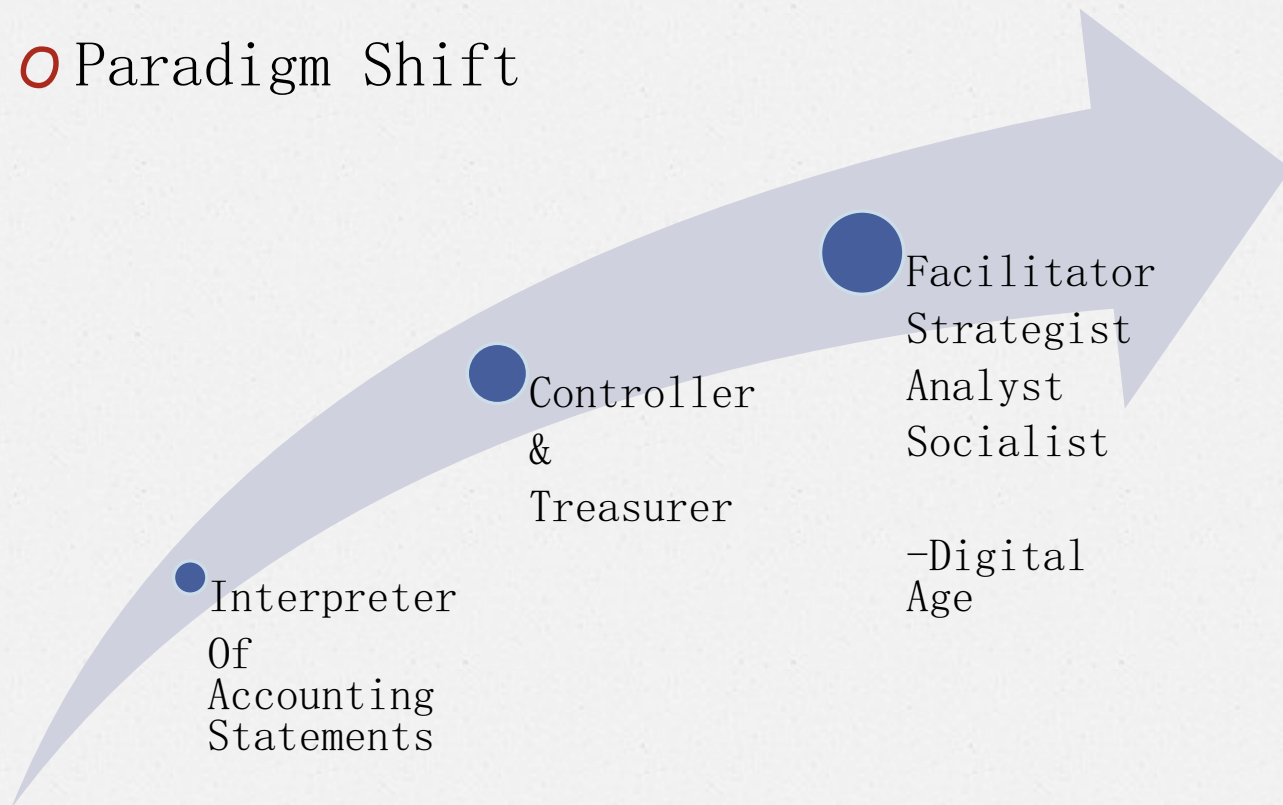 Paradigm Shift
Facilitator
Strategist
Analyst
Socialist
-Digital
Age
Controller
&
Treasurer
Interpreter
Of
Accounting
Statements